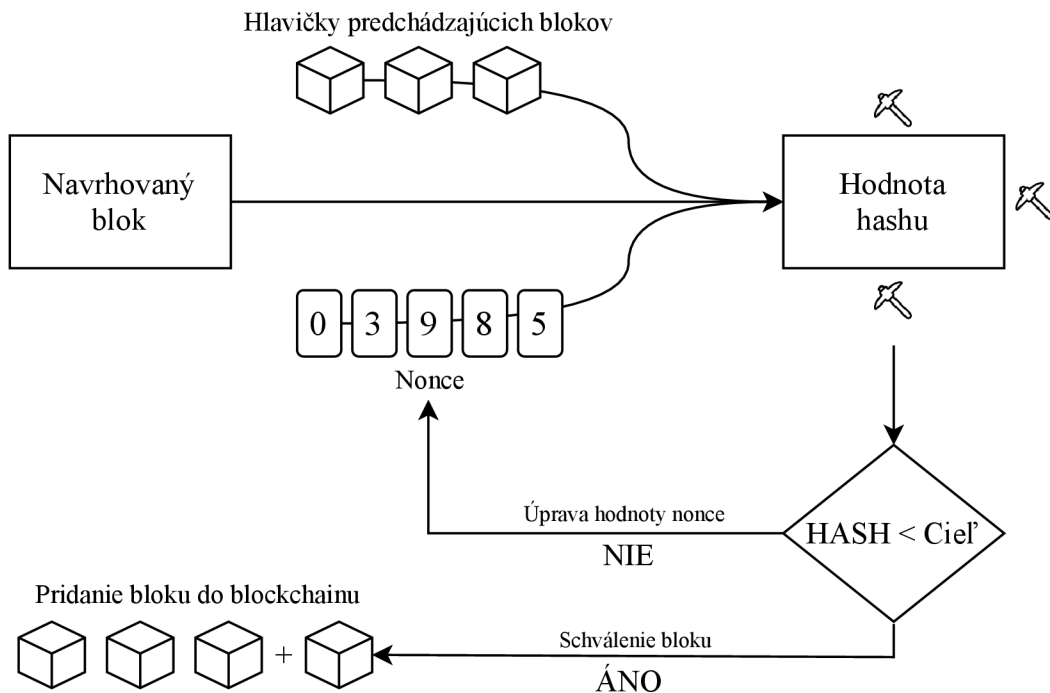 Hlavičky predchádzajúcich blokov
Navrhovaný
blok
Hodnota
hashu
0 3 9 8 5
Nonce
Úprava hodnoty nonce
NIE
HASH < Cieľ
Pridanie bloku do blockchainu
+
Schválenie bloku
ÁNO